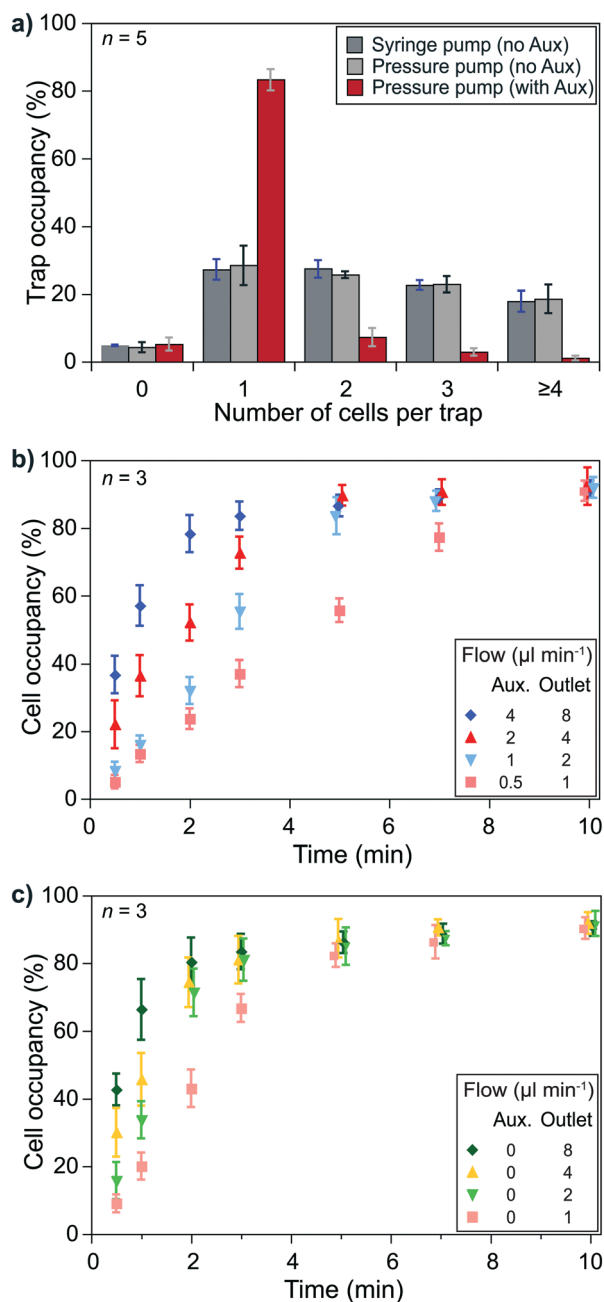 a)
n = 5
Syringe pump (no Aux)
Pressure pump (no Aux)
Pressure pump (with Aux)
Trap occupancy (%)
100
80
60
40
20
0
0 1 2 3 ≥4
Number of cells per trap
b)
n = 3
Cell occupancy (%)
100
80
60
40
20
0
Flow (µl min-1)
Aux. Outlet
4 8
2 4
1 2
0.5 1
0 2 4 6 8 10
Time (min)
c)
n = 3
Cell occupancy (%)
100
80
60
40
20
0
Flow (µl min-1)
Aux. Outlet
0 8
0 4
0 2
0 1
0 2 4 6 8 10
Time (min)